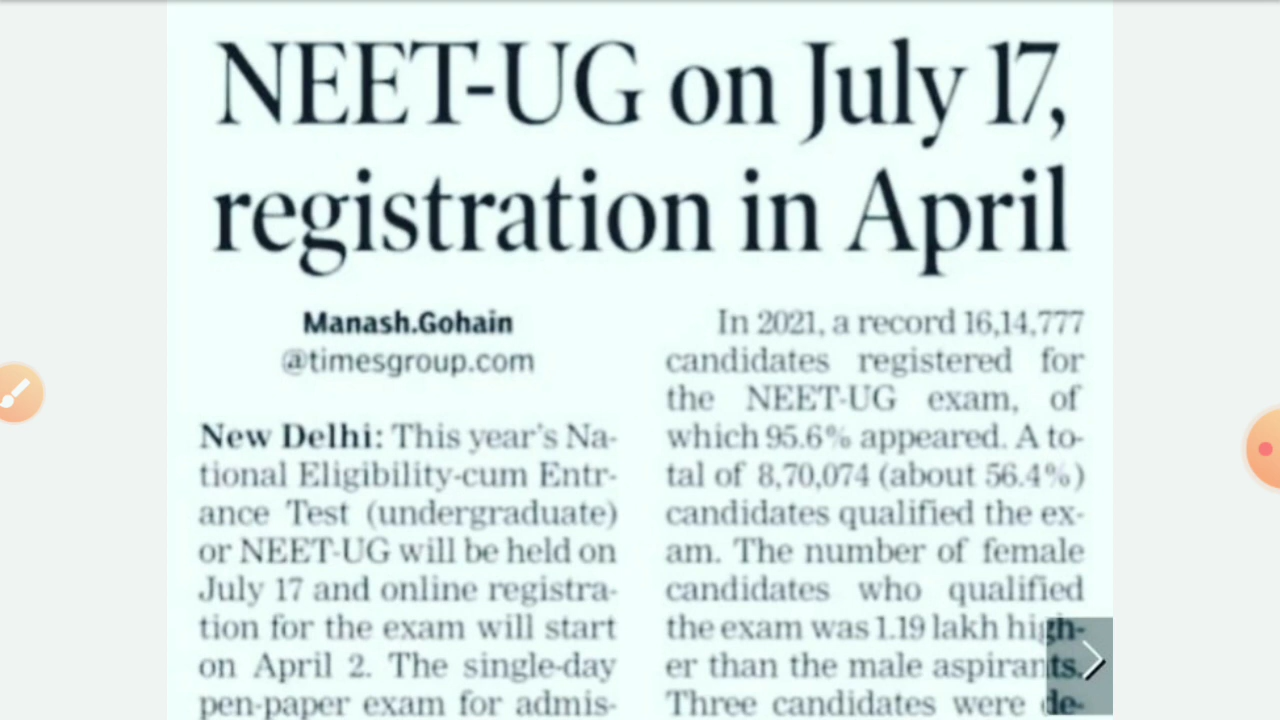 NEET-UG on July 17,
registration in April
Manash.Gohain
@timesgroup.com
New Delhi: This year's Na-
tional Eligibility-cum Entr-
ance Test (undergraduate)
or NEET-UG will be held on
July 17 and online registra-
tion for the exam will start
on April 2. The single-day
pen-paper exam for admis-
In 2021, a record 16,14,777
candidates registered for
the NEET-UG exam, of
which 95.6% appeared. A to-
tal of 8,70,074 (about 56.4%)
candidates qualified the ex-
am. The number of female
candidates who qualified
the exam was 1.19 lakh high-
er than the male aspirants.
Three candidates were de-